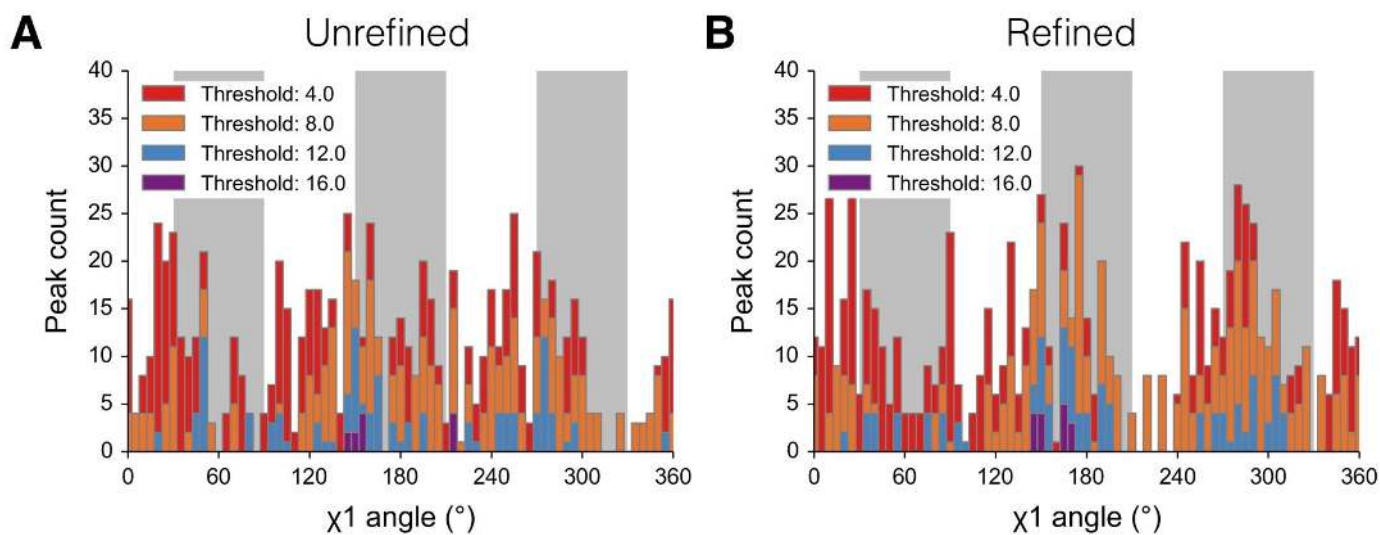 A
Unrefined
40
35
30
25
20
15
10
5
0
Peak count
Threshold: 4.0
Threshold: 8.0
Threshold: 12.0
Threshold: 16.0
0 60 120 180 240 300 360
χ1 angle (°)
B
Refined
40
35
30
25
20
15
10
5
0
Peak count
Threshold: 4.0
Threshold: 8.0
Threshold: 12.0
Threshold: 16.0
0 60 120 180 240 300 360
χ1 angle (°)